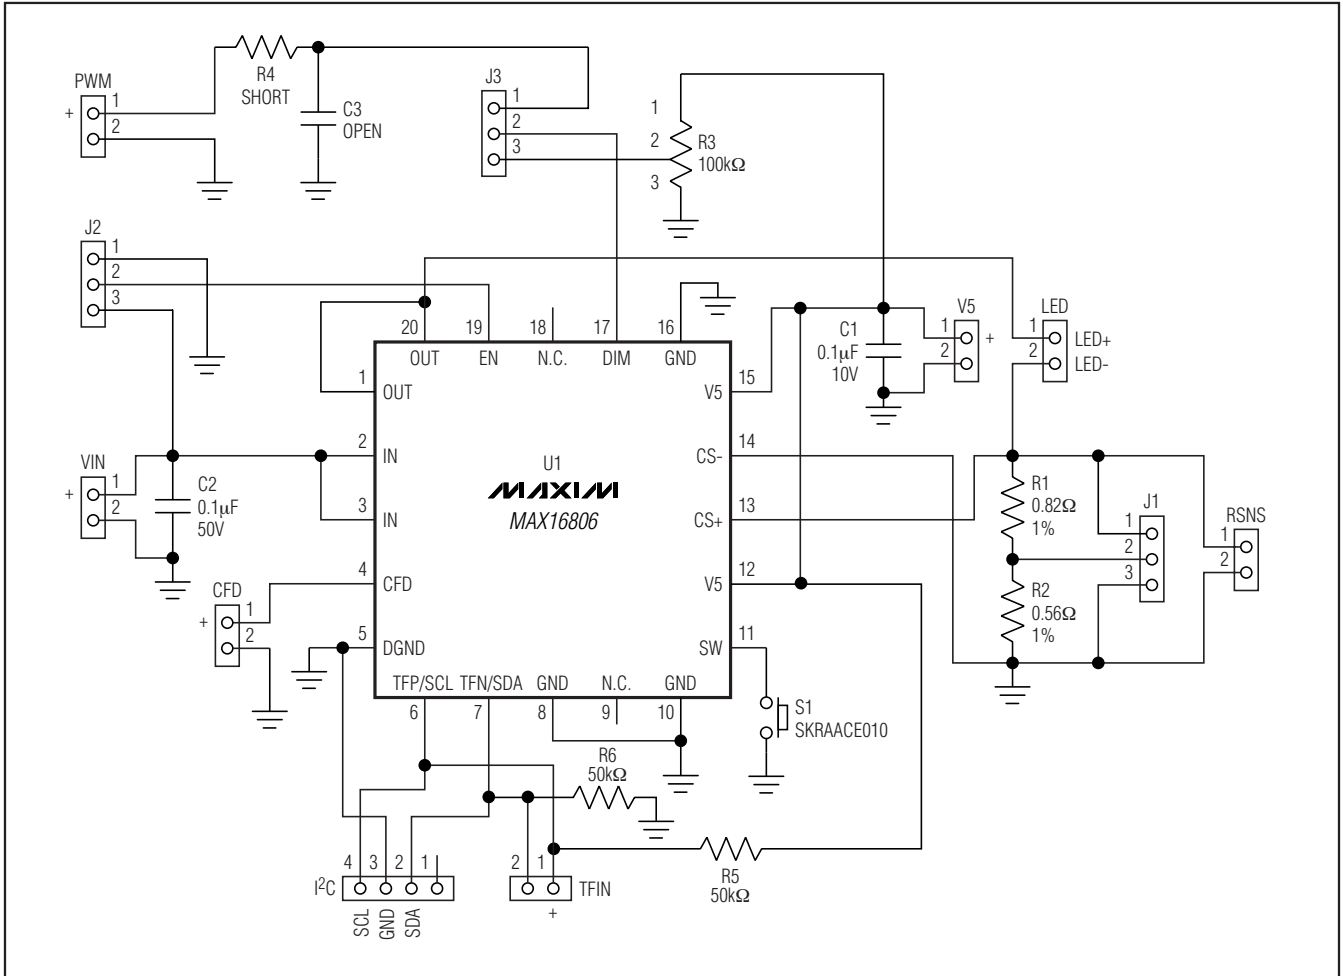 PWM
+
1
2
R4
SHORT
C3
OPEN
J3
1
2
3
1
2
3
R3
100kΩ
J2
1
2
3
20
19
18
17
16
OUT
EN
N.C.
DIM
GND
C1
0.1µF
10V
V5
1
2
+
LED
1
2
LED+
LED-
1
OUT
15
V5
VIN
+
1
2
C2
0.1µF
50V
2
IN
3
IN
U1
MAXIM
MAX16806
14
CS-
13
CS+
R1
0.82Ω
1%
J1
1
2
3
RSNS
1
2
R2
0.56Ω
1%
CFD
+
1
2
4
CFD
5
DGND
12
V5
11
SW
TFP/SCL
TFN/SDA
GND
N.C.
GND
6
7
8
9
10
S1
SKRAACE010
R6
50kΩ
R5
50kΩ
I²C
4
3
2
1
SCL
GND
SDA
2
1
TFIN
+